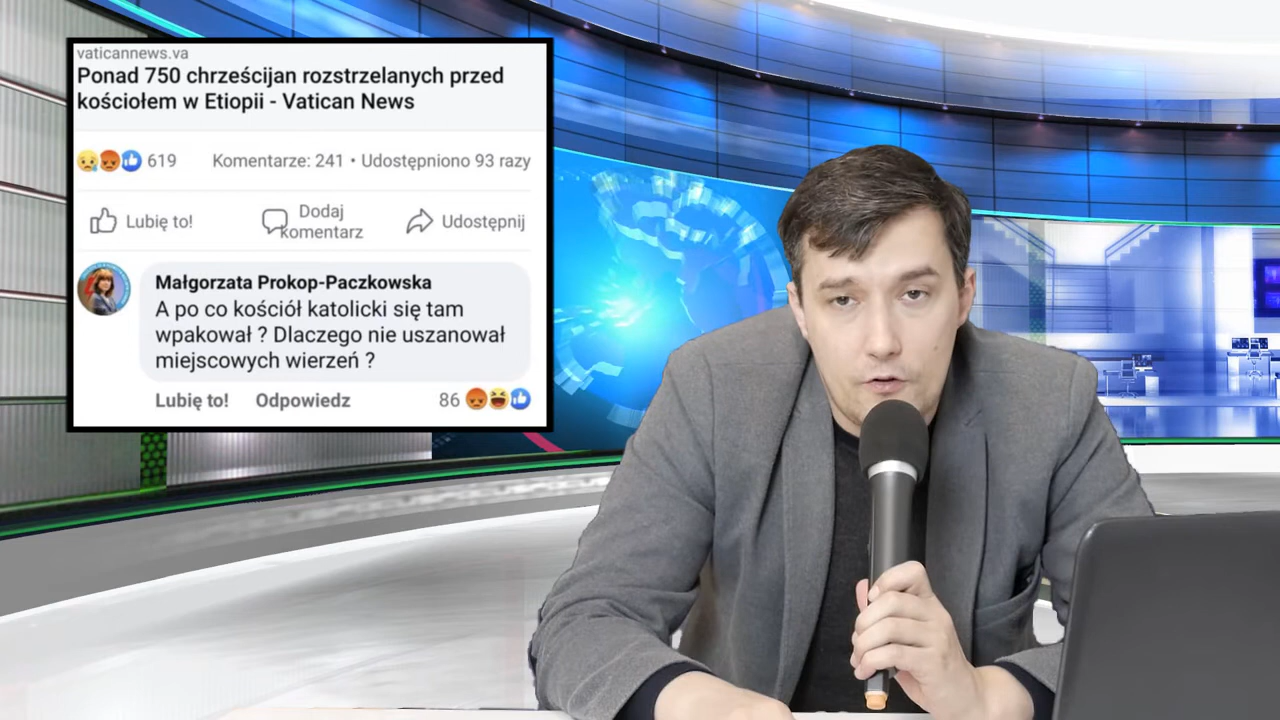 vaticannews.va
Ponad 750 chrześcijan rozstrzelanych przed
kościołem w Etiopii - Vatican News
619 Komentarze: 241 • Udostępniono 93 razy
Lubię to! Dodaj komentarz Udostępnij
Małgorzata Prokop-Paczkowska
A po co kościół katolicki się tam
wpakował ? Dlaczego nie uszanował
miejscowych wierzeń ?
Lubię to! Odpowiedz 86